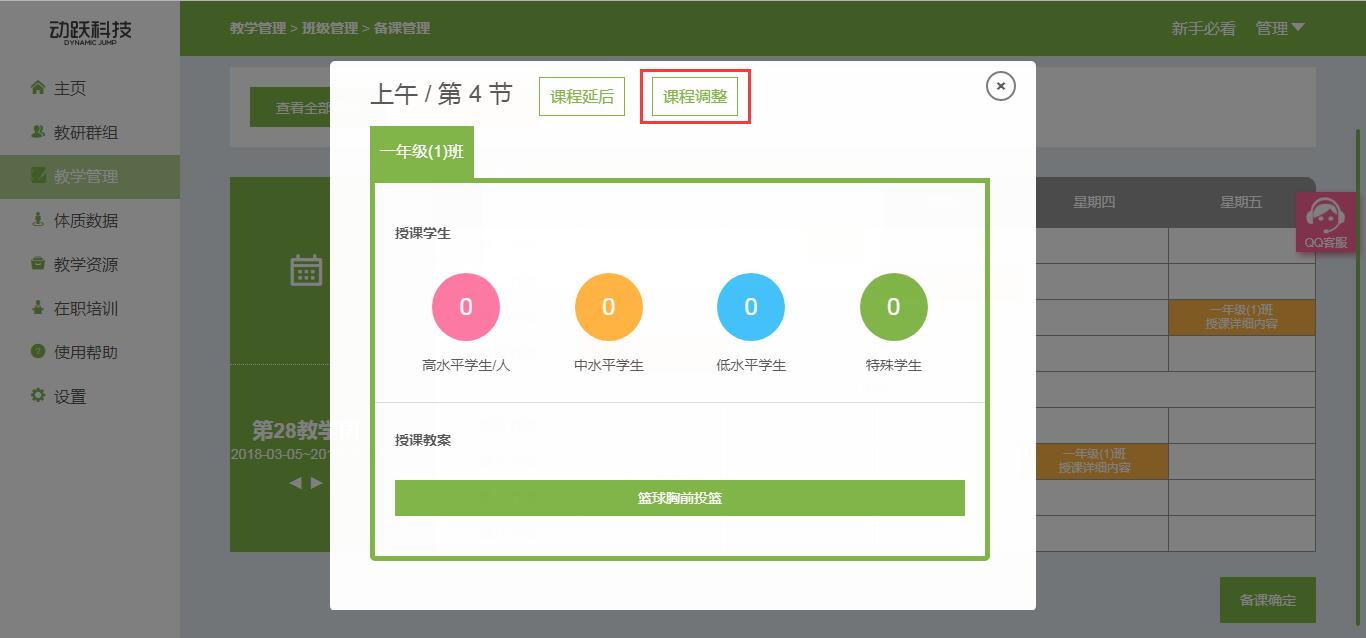 动跃科技
DYNAMIC JUMP
教学管理 > 班级管理 > 备课管理
新手必看
管理
主页
教研群组
教学管理
体质数据
教学资源
在职培训
使用帮助
设置
查看全部
上午 / 第 4 节
课程延后
课程调整
一年级(1)班
授课学生
0
0
0
0
高水平学生/人
中水平学生
低水平学生
特殊学生
授课教案
篮球胸前投篮
第28教学周
2018-03-05~201
星期四
星期五
一年级(1)班
授课详细内容
一年级(1)班
授课详细内容
QQ客服
备课确定